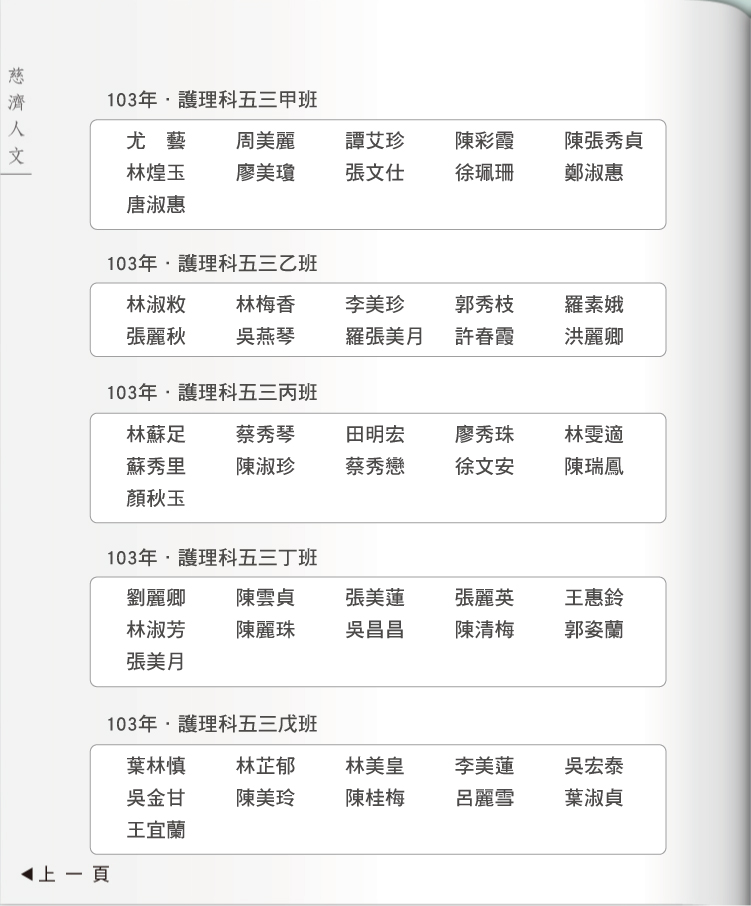 慈濟人文
103年．護理科五三甲班
尤　藝　周美麗　譚艾珍　陳彩霞　陳張秀貞
林煌玉　廖美瓊　張文仕　徐珮珊　鄭淑惠
唐淑惠
103年．護理科五三乙班
林淑敉　林梅香　李美珍　郭秀枝　羅素娥
張麗秋　吳燕琴　羅張美月　許春霞　洪麗卿
103年．護理科五三丙班
林蘇足　蔡秀琴　田明宏　廖秀珠　林雯適
蘇秀里　陳淑珍　蔡秀戀　徐文安　陳瑞鳳
顏秋玉
103年．護理科五三丁班
劉麗卿　陳雲貞　張美蓮　張麗英　王惠鈴
林淑芳　陳麗珠　吳昌昌　陳清梅　郭姿蘭
張美月
103年．護理科五三戊班
葉林慎　林芷郁　林美皇　李美蓮　吳宏泰
吳金甘　陳美玲　陳桂梅　呂麗雪　葉淑貞
王宜蘭
◀上一頁